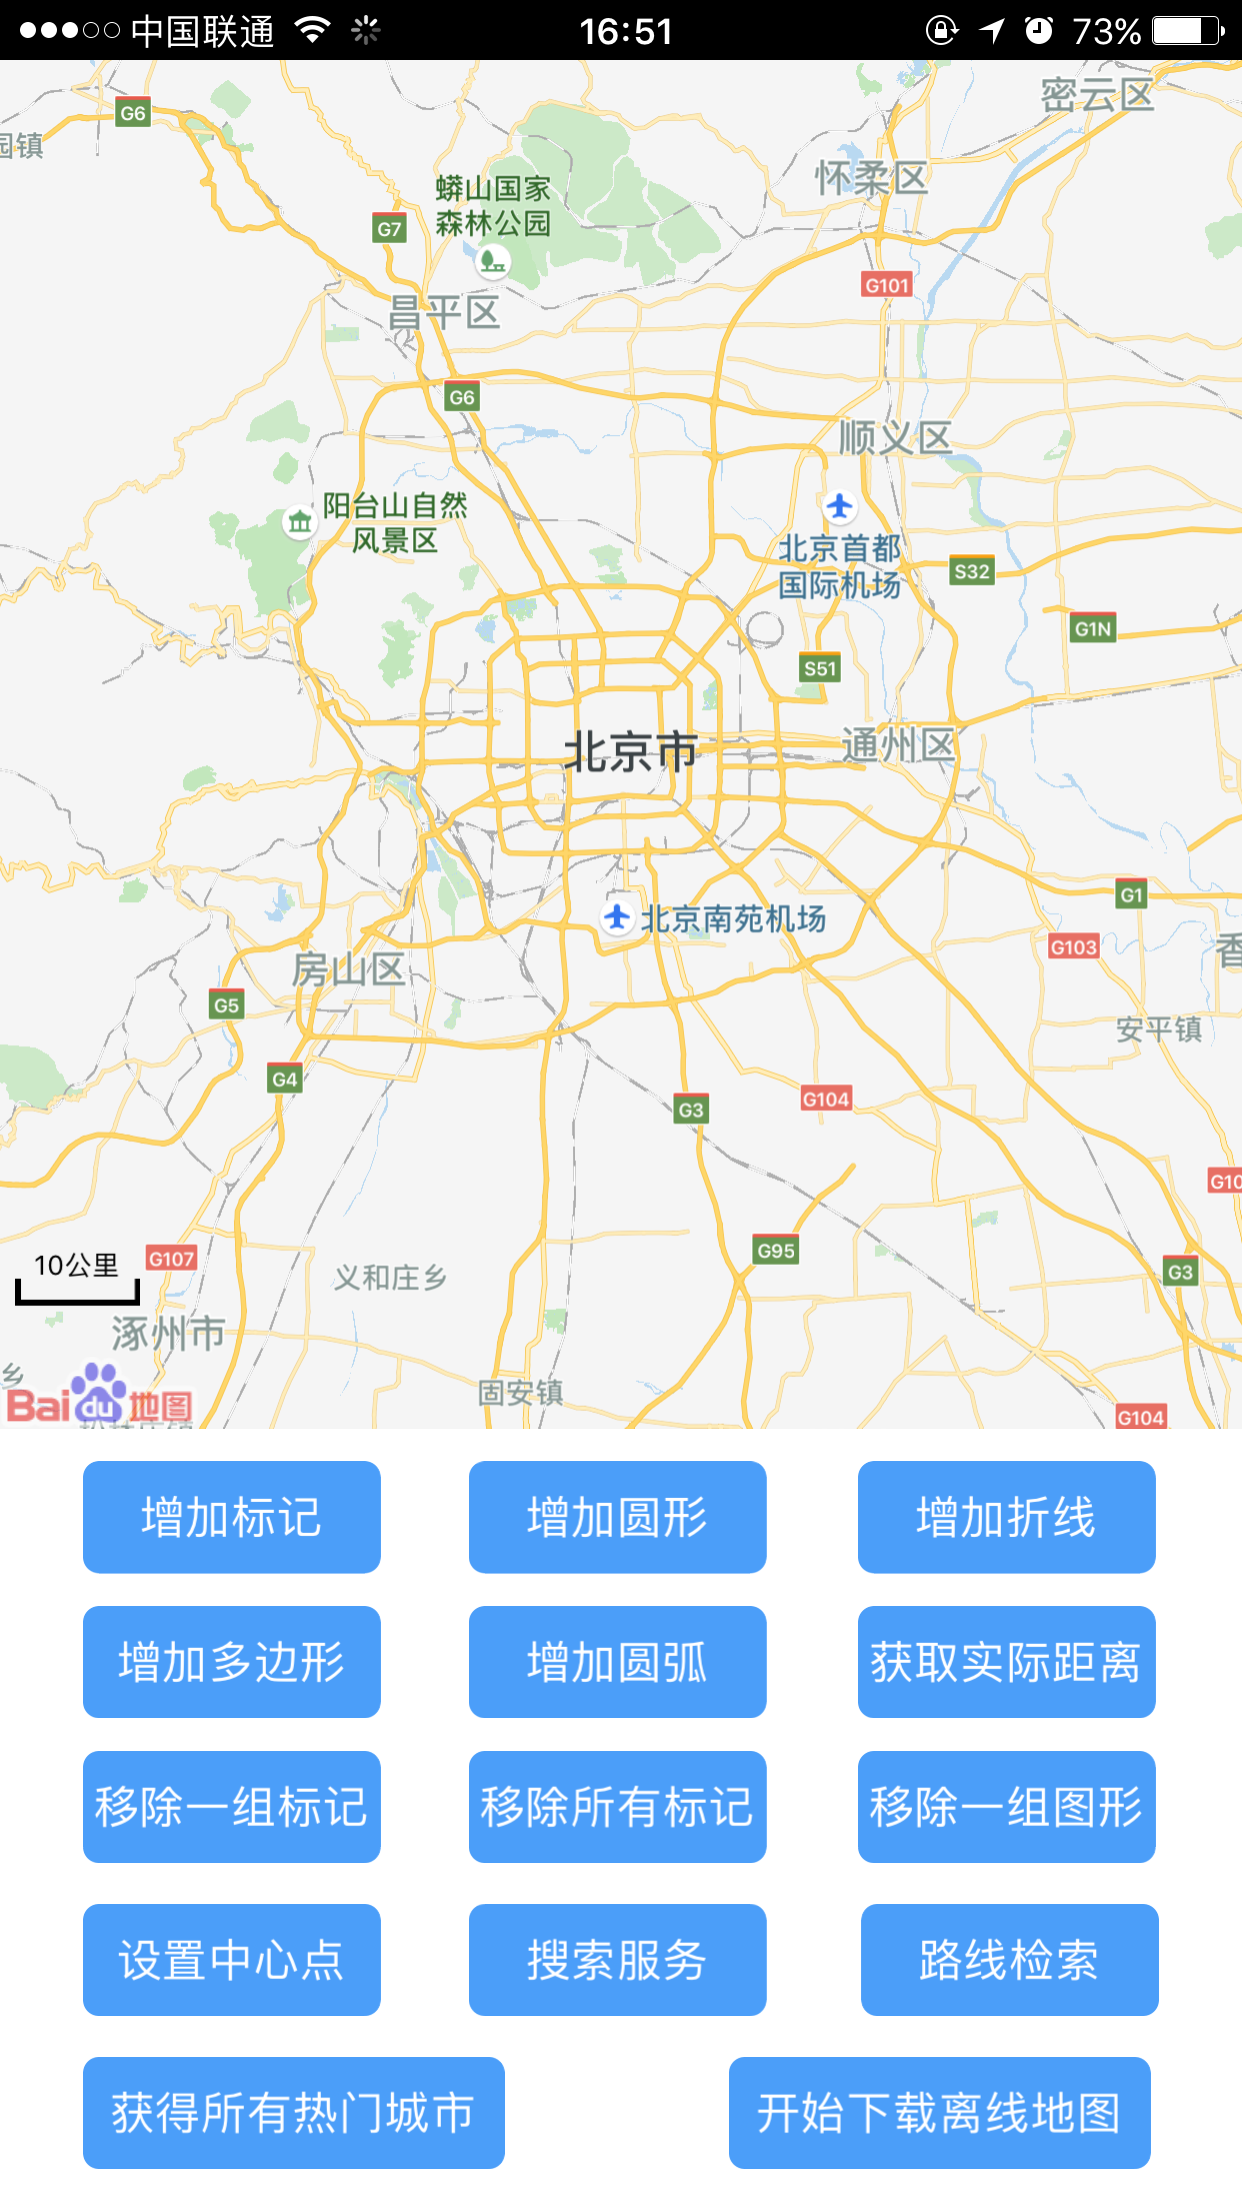 中国联通 16:51 73%
密云区
G6
园镇
怀柔区
蟒山国家
森林公园
G7
G101
昌平区
G6
顺义区
阳台山自然
风景区
北京首都
国际机场
S32
G1N
S51
北京市
通州区
G1
北京南苑机场
G103
香
房山区
G5
安平镇
G4
G104
G3
G10
G95
10公里
G107
G3
义和庄乡
涿州市
乡
固安镇
Bai du 地图
G104
增加标记 增加圆形 增加折线
增加多边形 增加圆弧 获取实际距离
移除一组标记 移除所有标记 移除一组图形
设置中心点 搜索服务 路线检索
获得所有热门城市 开始下载离线地图